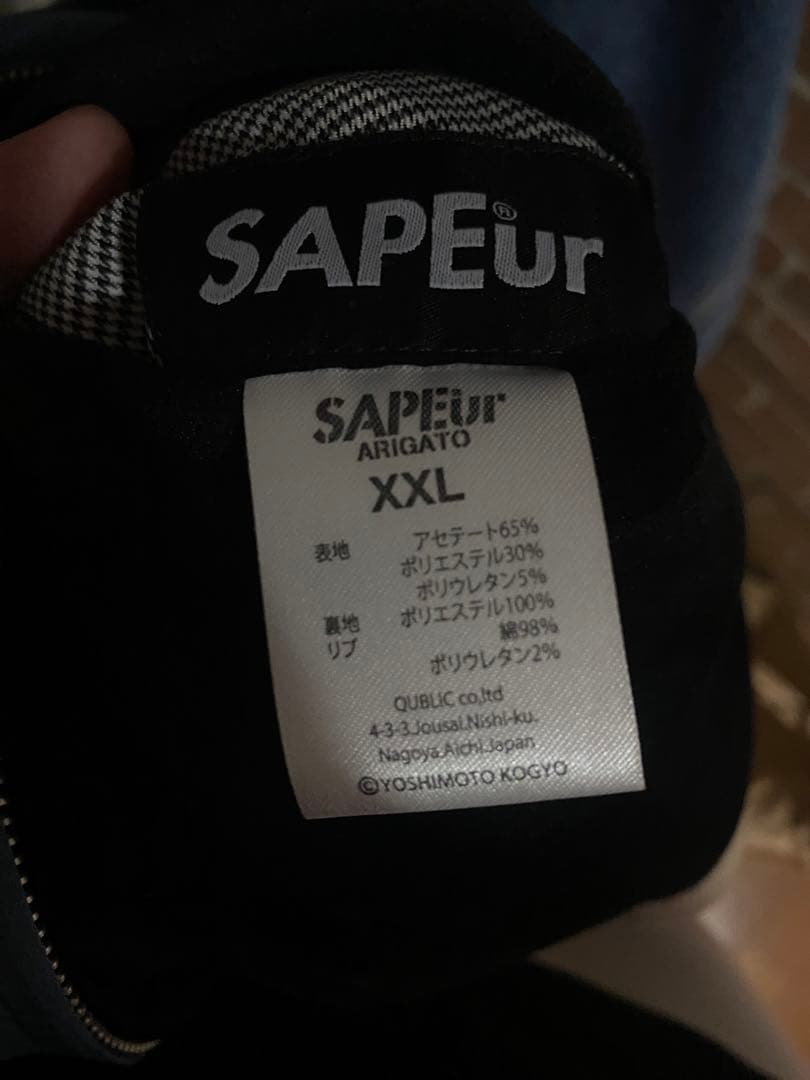 SAPEur®
SAPEur
ARIGATO
XXL
表地 アセテート65%
ポリエステル30%
ポリウレタン5%
裏地 ポリエステル100%
リブ 綿98%
ポリウレタン2%
QUBLIC co,ltd
4-3-3.Jousai.Nishi-ku.
Nagoya.Aichi.Japan
©YOSHIMOTO KOGYO